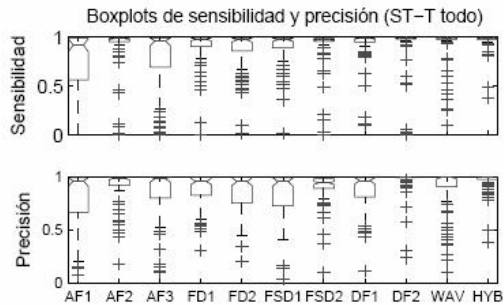 Boxplots de sensibilidad y precisión (ST-T todo)
Sensibilidad
1
0.5
0
Precisión
1
0.5
0
AF1 AF2 AF3 FD1 FD2 FSD1 FSD2 DF1 DF2 WAV HYB